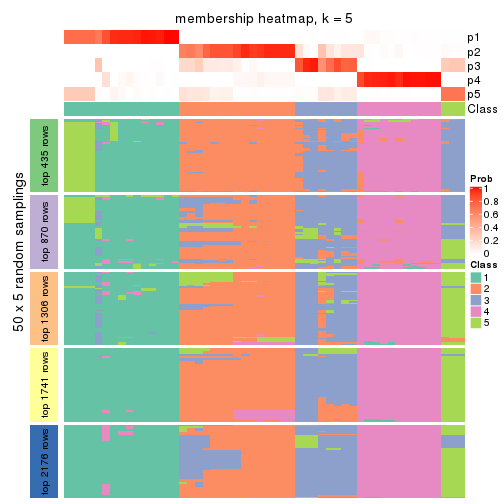 membership heatmap, k = 5
p1
p2
p3
p4
p5
Class
50 x 5 random samplings
top 435 rows
top 870 rows
top 1306 rows
top 1741 rows
top 2176 rows
Prob
1
0.8
0.6
0.4
0.2
0
Class
1
2
3
4
5